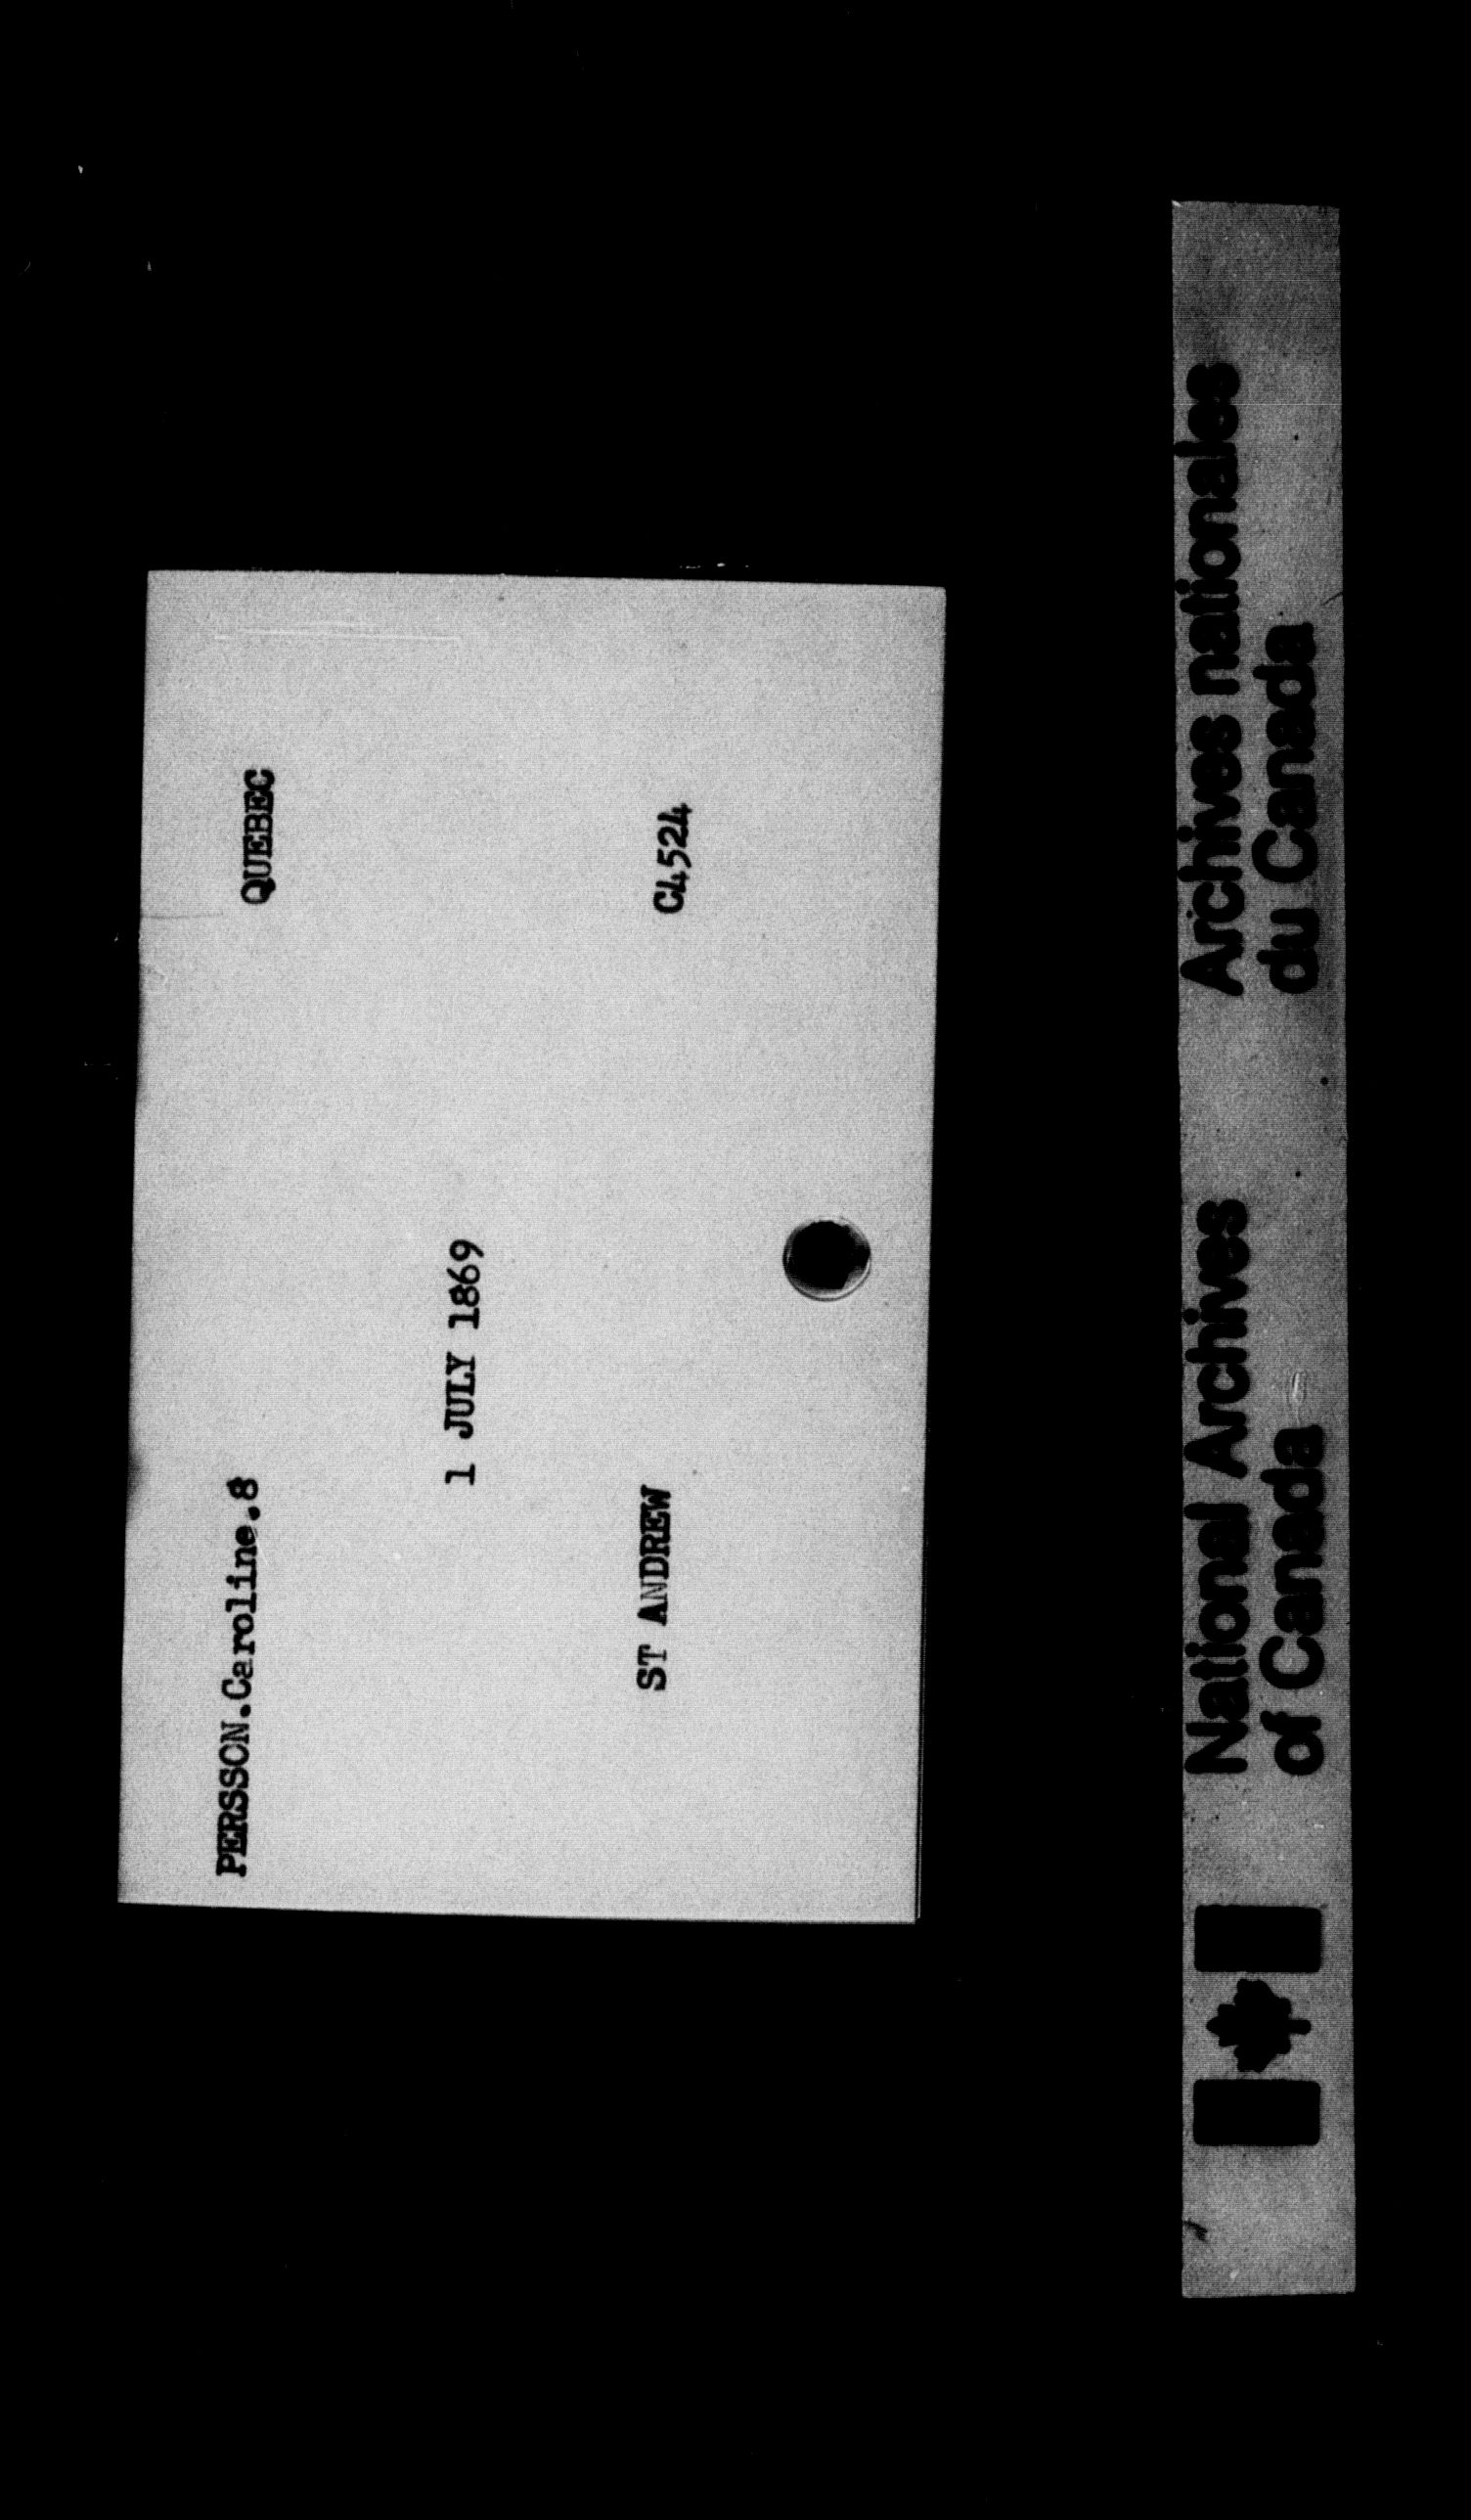 PERSSON.Caroline.8 QUEBEC
1 JULY 1869
ST ANDREW C4524
National Archives Archives nationales
of Canada du Canada